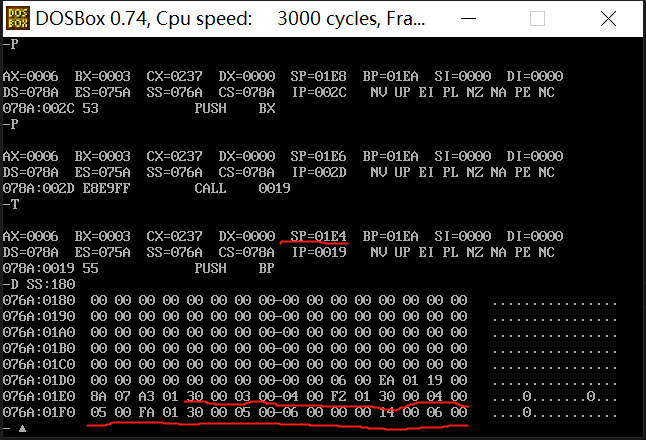 DOSBox 0.74, Cpu speed: 3000 cycles, Fra...
-P
AX=0006 BX=0003 CX=0237 DX=0000 SP=01E8 BP=01EA SI=0000 DI=0000
DS=078A ES=075A SS=076A CS=078A IP=002C NV UP EI PL NZ NA PE NC
078A:002C 53 PUSH BX
-P
AX=0006 BX=0003 CX=0237 DX=0000 SP=01E6 BP=01EA SI=0000 DI=0000
DS=078A ES=075A SS=076A CS=078A IP=002D NV UP EI PL NZ NA PE NC
078A:002D E8E9FF CALL 0019
-T
AX=0006 BX=0003 CX=0237 DX=0000 SP=01E4 BP=01EA SI=0000 DI=0000
DS=078A ES=075A SS=076A CS=078A IP=0019 NV UP EI PL NZ NA PE NC
078A:0019 55 PUSH BP
-D SS:180
076A:0180 00 00 00 00 00 00 00 00-00 00 00 00 00 00 00 00 ................
076A:0190 00 00 00 00 00 00 00 00-00 00 00 00 00 00 00 00 ................
076A:01A0 00 00 00 00 00 00 00 00-00 00 00 00 00 00 00 00 ................
076A:01B0 00 00 00 00 00 00 00 00-00 00 00 00 00 00 00 00 ................
076A:01C0 00 00 00 00 00 00 00 00-00 00 00 00 00 00 00 00 ................
076A:01D0 00 00 00 00 00 00 00 00-00 00 06 00 EA 01 19 00 ................
076A:01E0 8A 07 A3 01 30 00 03 00-04 00 F2 01 30 00 04 00 ....0.......0...
076A:01F0 05 00 FA 01 30 00 05 00-06 00 00 01 14 00 06 00 ....0...........
-